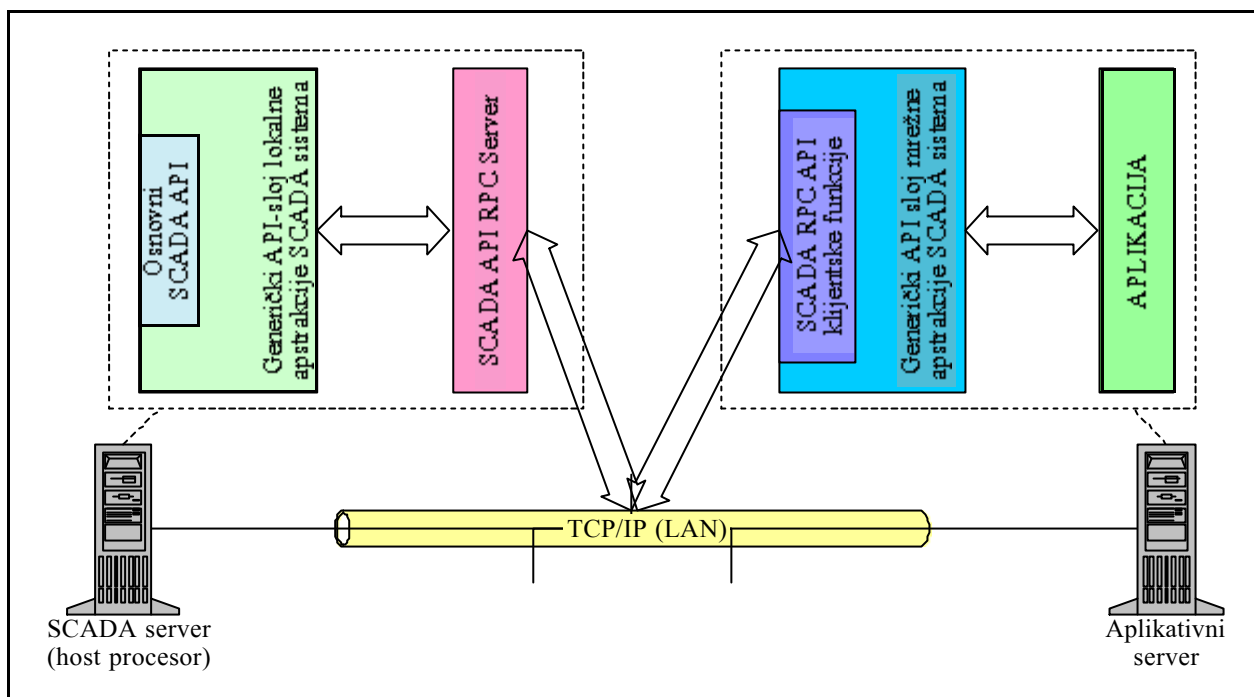 Osnovni
SCADA API
Generički API-sloj lokalne
apstrakcije SCADA sistema
SCADA API RPC Server
SCADA RPC API
klijentske funkcije
Generički API sloj mrežne
apstrakcije SCADA sistema
APLIKACIJA
TCP/IP (LAN)
SCADA server
(host procesor)
Aplikativni
server